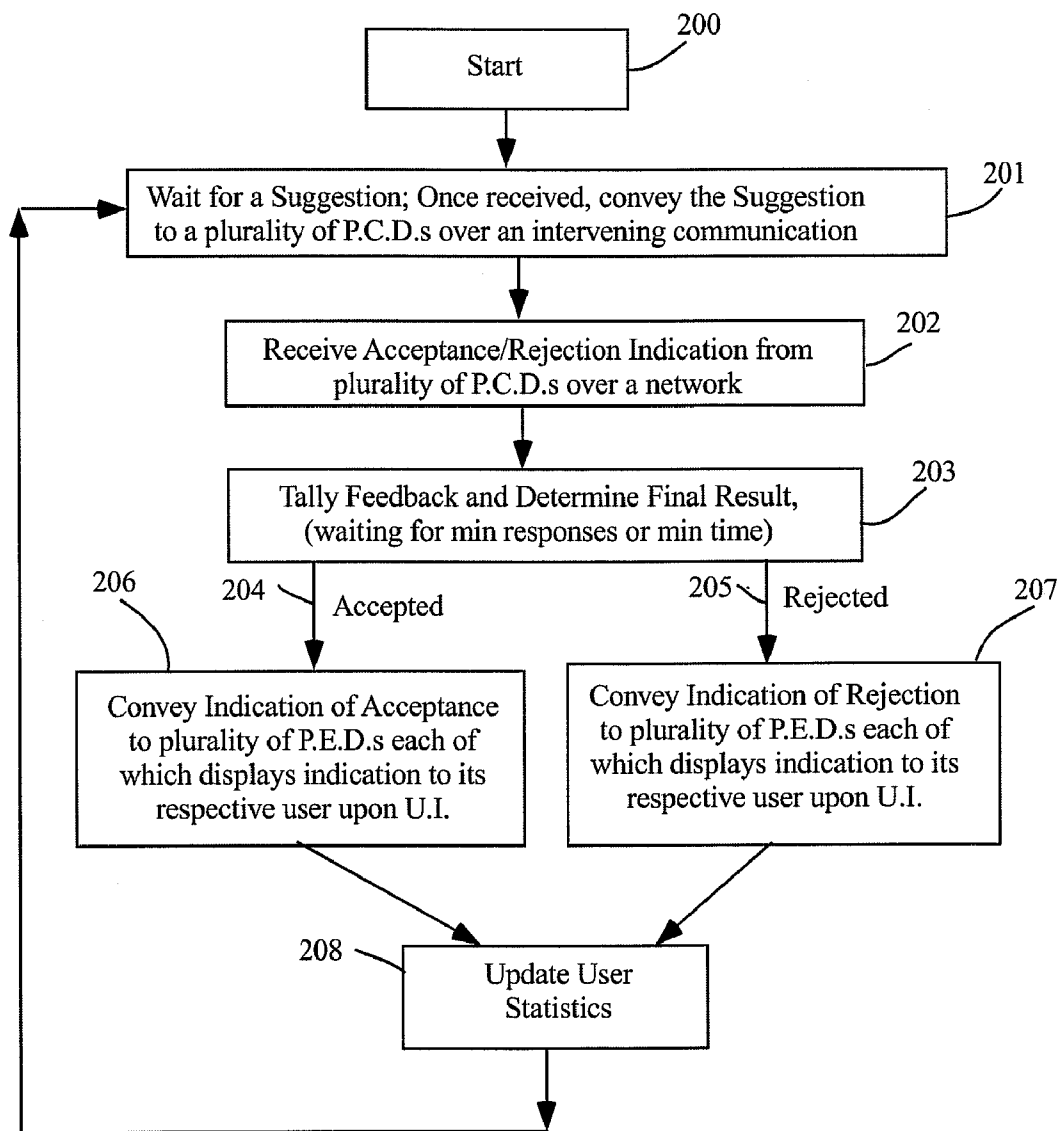 200
Start
201
Wait for a Suggestion; Once received, convey the Suggestion
to a plurality of P.C.D.s over an intervening communication
202
Receive Acceptance/Rejection Indication from
plurality of P.C.D.s over a network
203
Tally Feedback and Determine Final Result,
(waiting for min responses or min time)
206
204
Accepted
205
Rejected
207
Convey Indication of Acceptance
to plurality of P.E.D.s each of
which displays indication to its
respective user upon U.I.
Convey Indication of Rejection
to plurality of P.E.D.s each of
which displays indication to its
respective user upon U.I.
208
Update User
Statistics